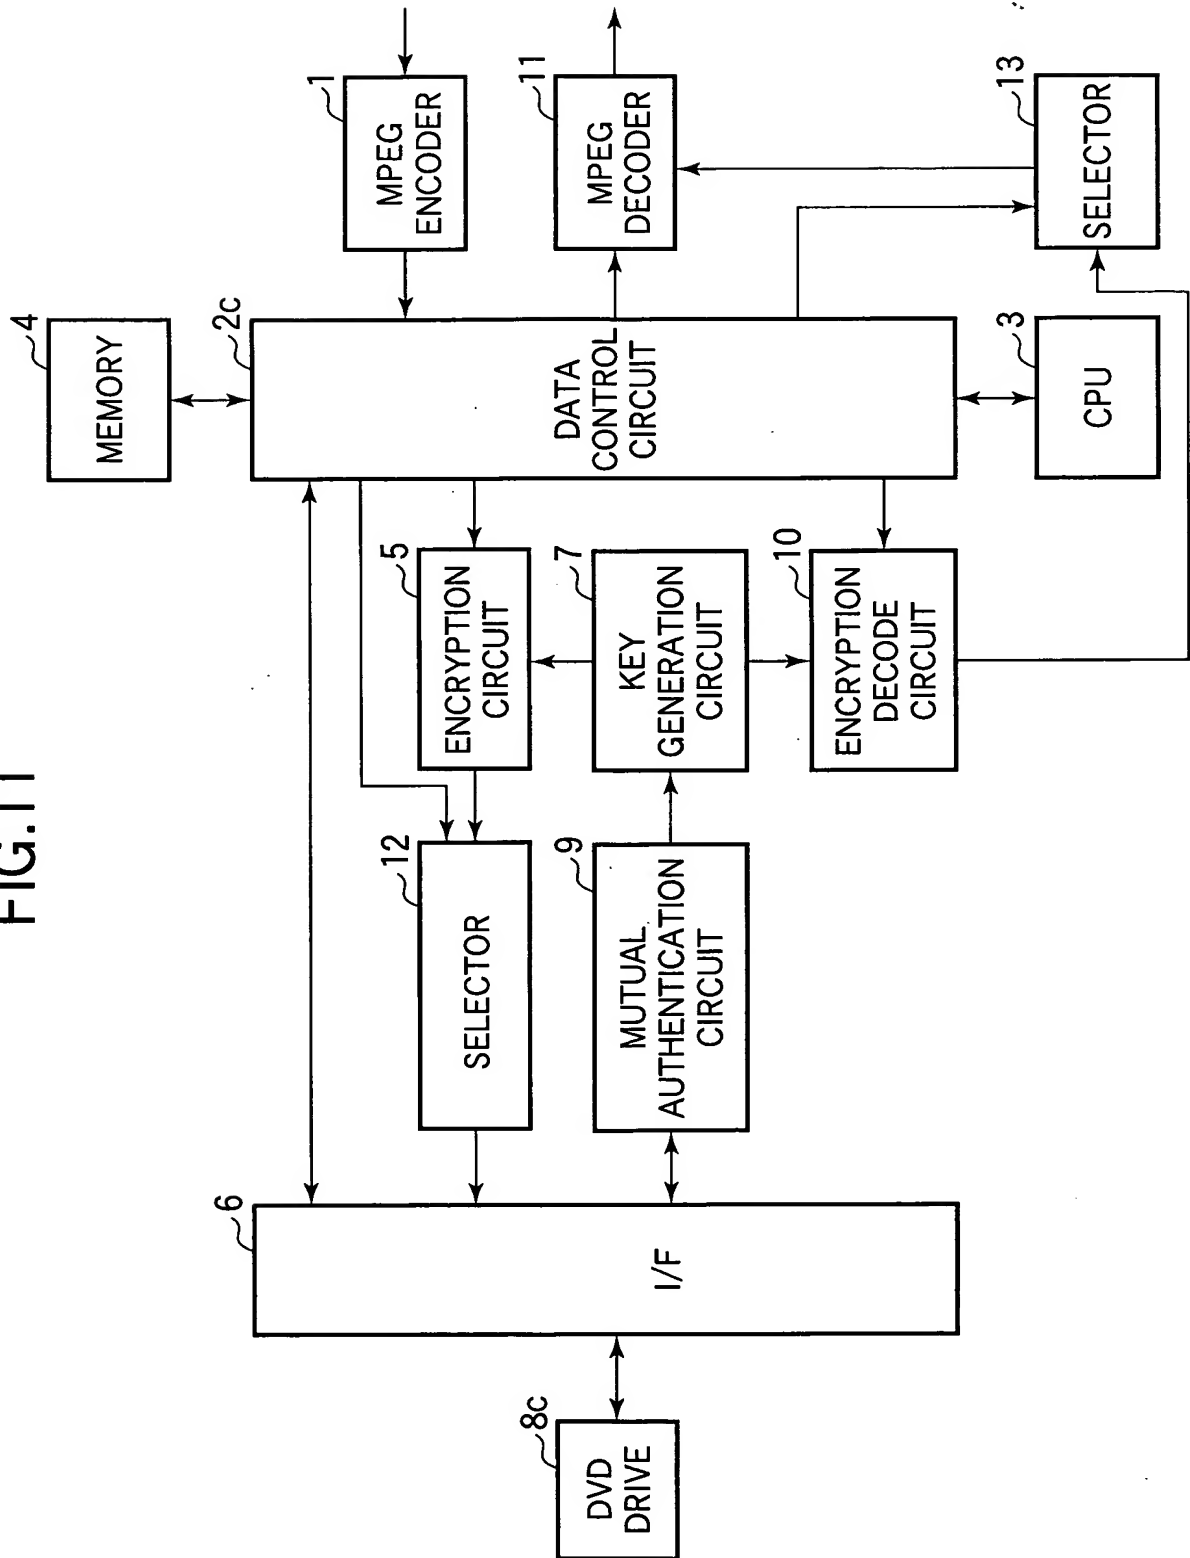 FIG.11
4
MEMORY
2c
DATA
CONTROL
CIRCUIT
1
MPEG
ENCODER
11
MPEG
DECODER
13
SELECTOR
3
CPU
5
ENCRYPTION
CIRCUIT
7
KEY
GENERATION
CIRCUIT
10
ENCRYPTION
DECODE
CIRCUIT
12
SELECTOR
9
MUTUAL
AUTHENTICATION
CIRCUIT
6
I/F
8c
DVD
DRIVE